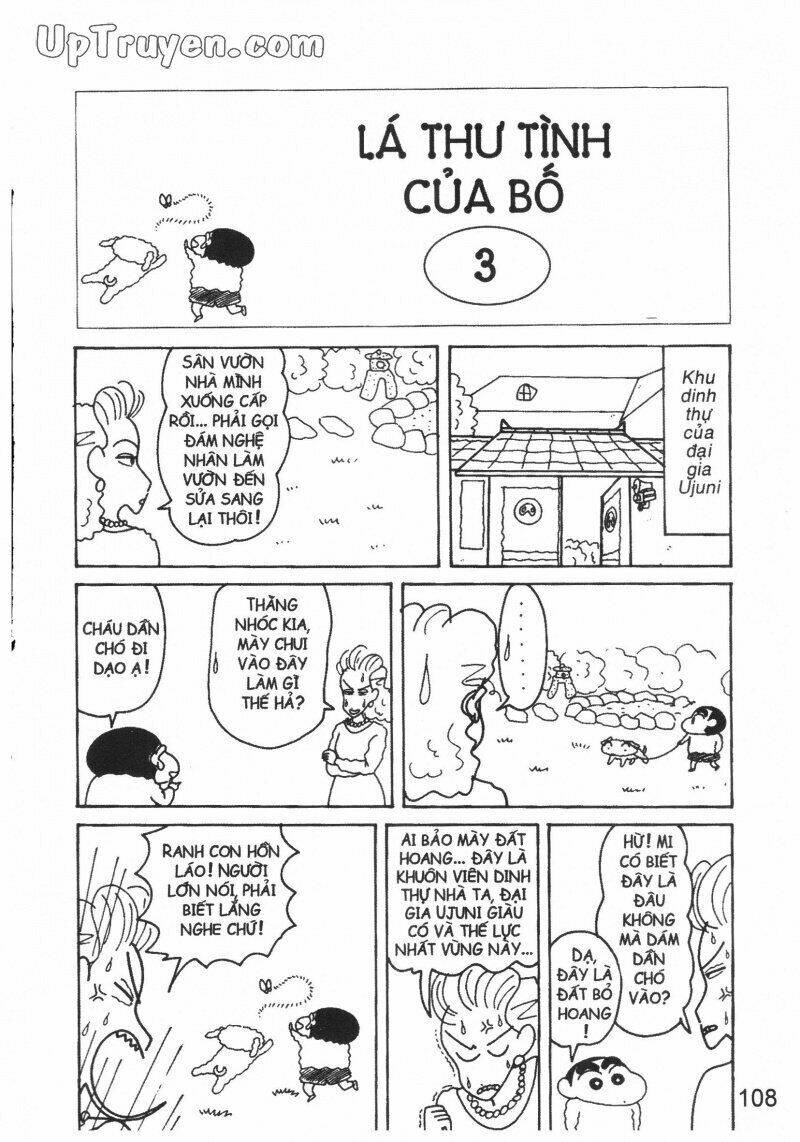 UpTruyen.com
LÁ THƯ TÌNH
CỦA BỐ
3
Khu
dinh
thự
của
đại
gia
Ujuni
SÂN VƯỜN
NHÀ MÌNH
XUỐNG CẤP
RỒI... PHẢI GỌI
ĐÁM NGHỆ
NHÂN LÀM
VƯỜN ĐẾN
SỬA SANG
LẠI THÔI!
......
THẰNG
NHÓC KIA,
MÀY CHUI
VÀO ĐÂY
LÀM GÌ
THẾ HẢ?
CHÁU DẪN
CHÓ ĐI
DẠO Ạ!
HỪ! MI
CÓ BIẾT
ĐÂY LÀ
ĐÂU
KHÔNG
MÀ DÁM
DẪN
CHÓ
VÀO?
DẠ,
ĐÂY LÀ
ĐẤT BỎ
HOANG
!
AI BẢO MÀY ĐẤT
HOANG... ĐÂY LÀ
KHUÔN VIÊN DINH
THỰ NHÀ TA, ĐẠI
GIA UJUNI GIÀU
CÓ VÀ THẾ LỰC
NHẤT VÙNG NÀY...
RANH CON HỖN
LÁO! NGƯỜI
LỚN NÓI, PHẢI
BIẾT LẮNG
NGHE CHỨ!
108